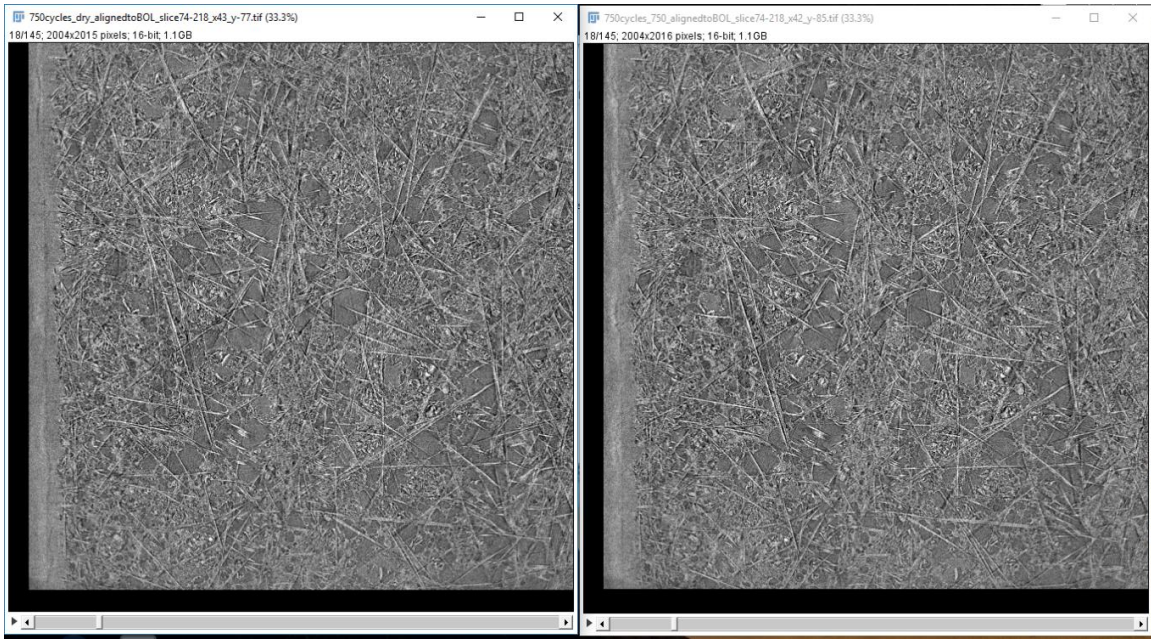 750cycles_dry_alignedtoBOL_slice74-218_x43_y-77.tif (33.3%)
18/145; 2004x2015 pixels; 16-bit; 1.1GB
750cycles_750_alignedtoBOL_slice74-218_x42_y-85.tif (33.3%)
18/145; 2004x2016 pixels; 16-bit; 1.1GB